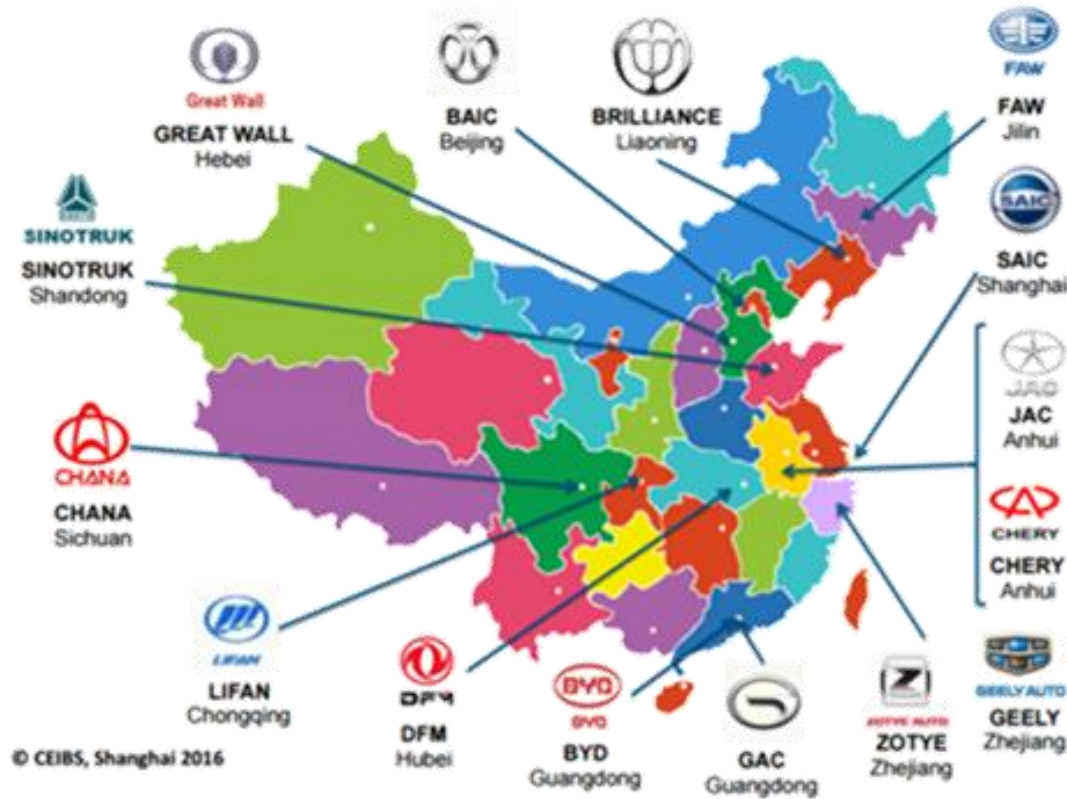 Great Wall
GREAT WALL
Hebei
BAIC
Beijing
BRILLIANCE
Liaoning
FAW
FAW
Jilin
SINOTRUK
SINOTRUK
Shandong
SAIC
SAIC
Shanghai
JAC
JAC
Anhui
CHANA
CHANA
Sichuan
CHERY
CHERY
Anhui
LIFAN
LIFAN
Chongqing
DFM
DFM
Hubei
BYD
BYD
BYD
Guangdong
GAC
Guangdong
ZOTYE AUTO
ZOTYE
Zhejiang
GEELY AUTO
GEELY
Zhejiang
© CEIBS, Shanghai 2016